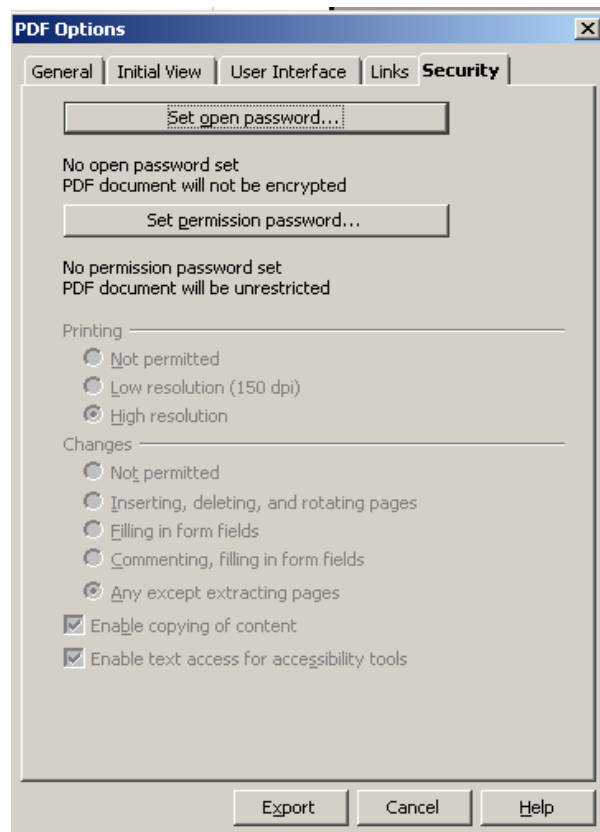 PDF Options
General Initial View User Interface Links Security
Set open password...
No open password set
PDF document will not be encrypted
Set permission password...
No permission password set
PDF document will be unrestricted
Printing
Not permitted
Low resolution (150 dpi)
High resolution
Changes
Not permitted
Inserting, deleting, and rotating pages
Filling in form fields
Commenting, filling in form fields
Any except extracting pages
Enable copying of content
Enable text access for accessibility tools
Export Cancel Help